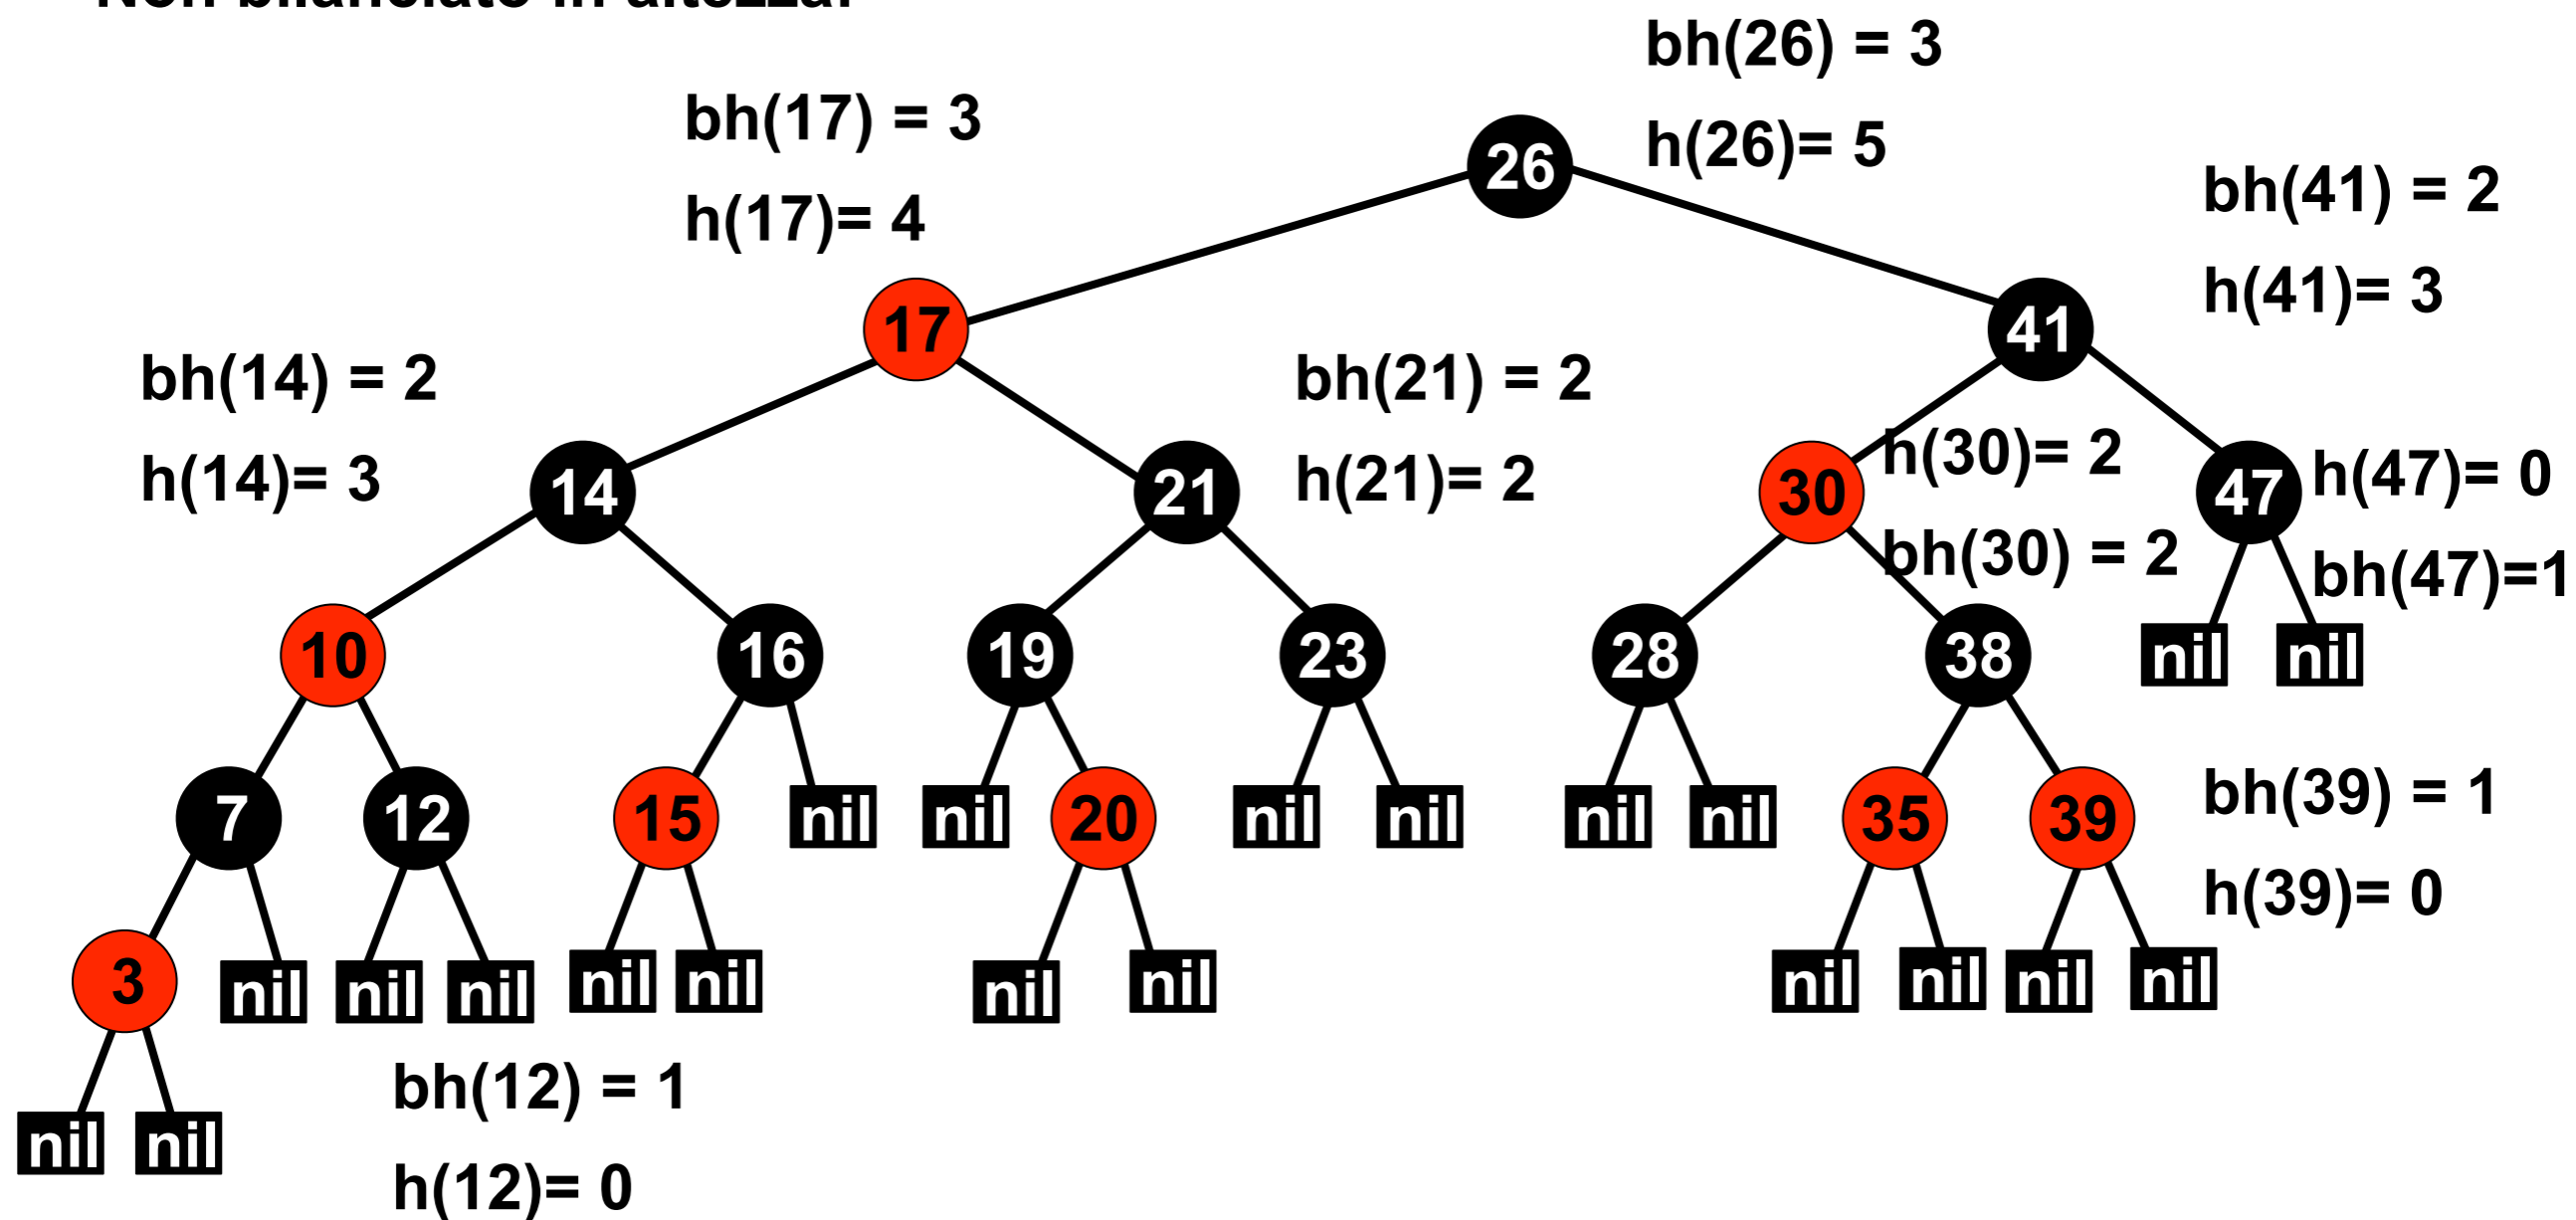 bh(26) = 3
bh(17) = 3
h(26)= 5
26
bh(41) = 2
h(17)= 4
h(41)= 3
17
41
bh(14) = 2
bh(21) = 2
h(30)= 2
h(14)= 3
14
21
h(21)= 2
30
47
h(47)= 0
bh(30) = 2
bh(47)=1
10
16
19
23
28
38
nil
nil
7
12
15
nil
nil
20
nil
nil
nil
nil
35
39
bh(39) = 1
h(39)= 0
3
nil
nil
nil
nil
nil
nil
nil
nil
nil
nil
nil
bh(12) = 1
nil
nil
h(12)= 0